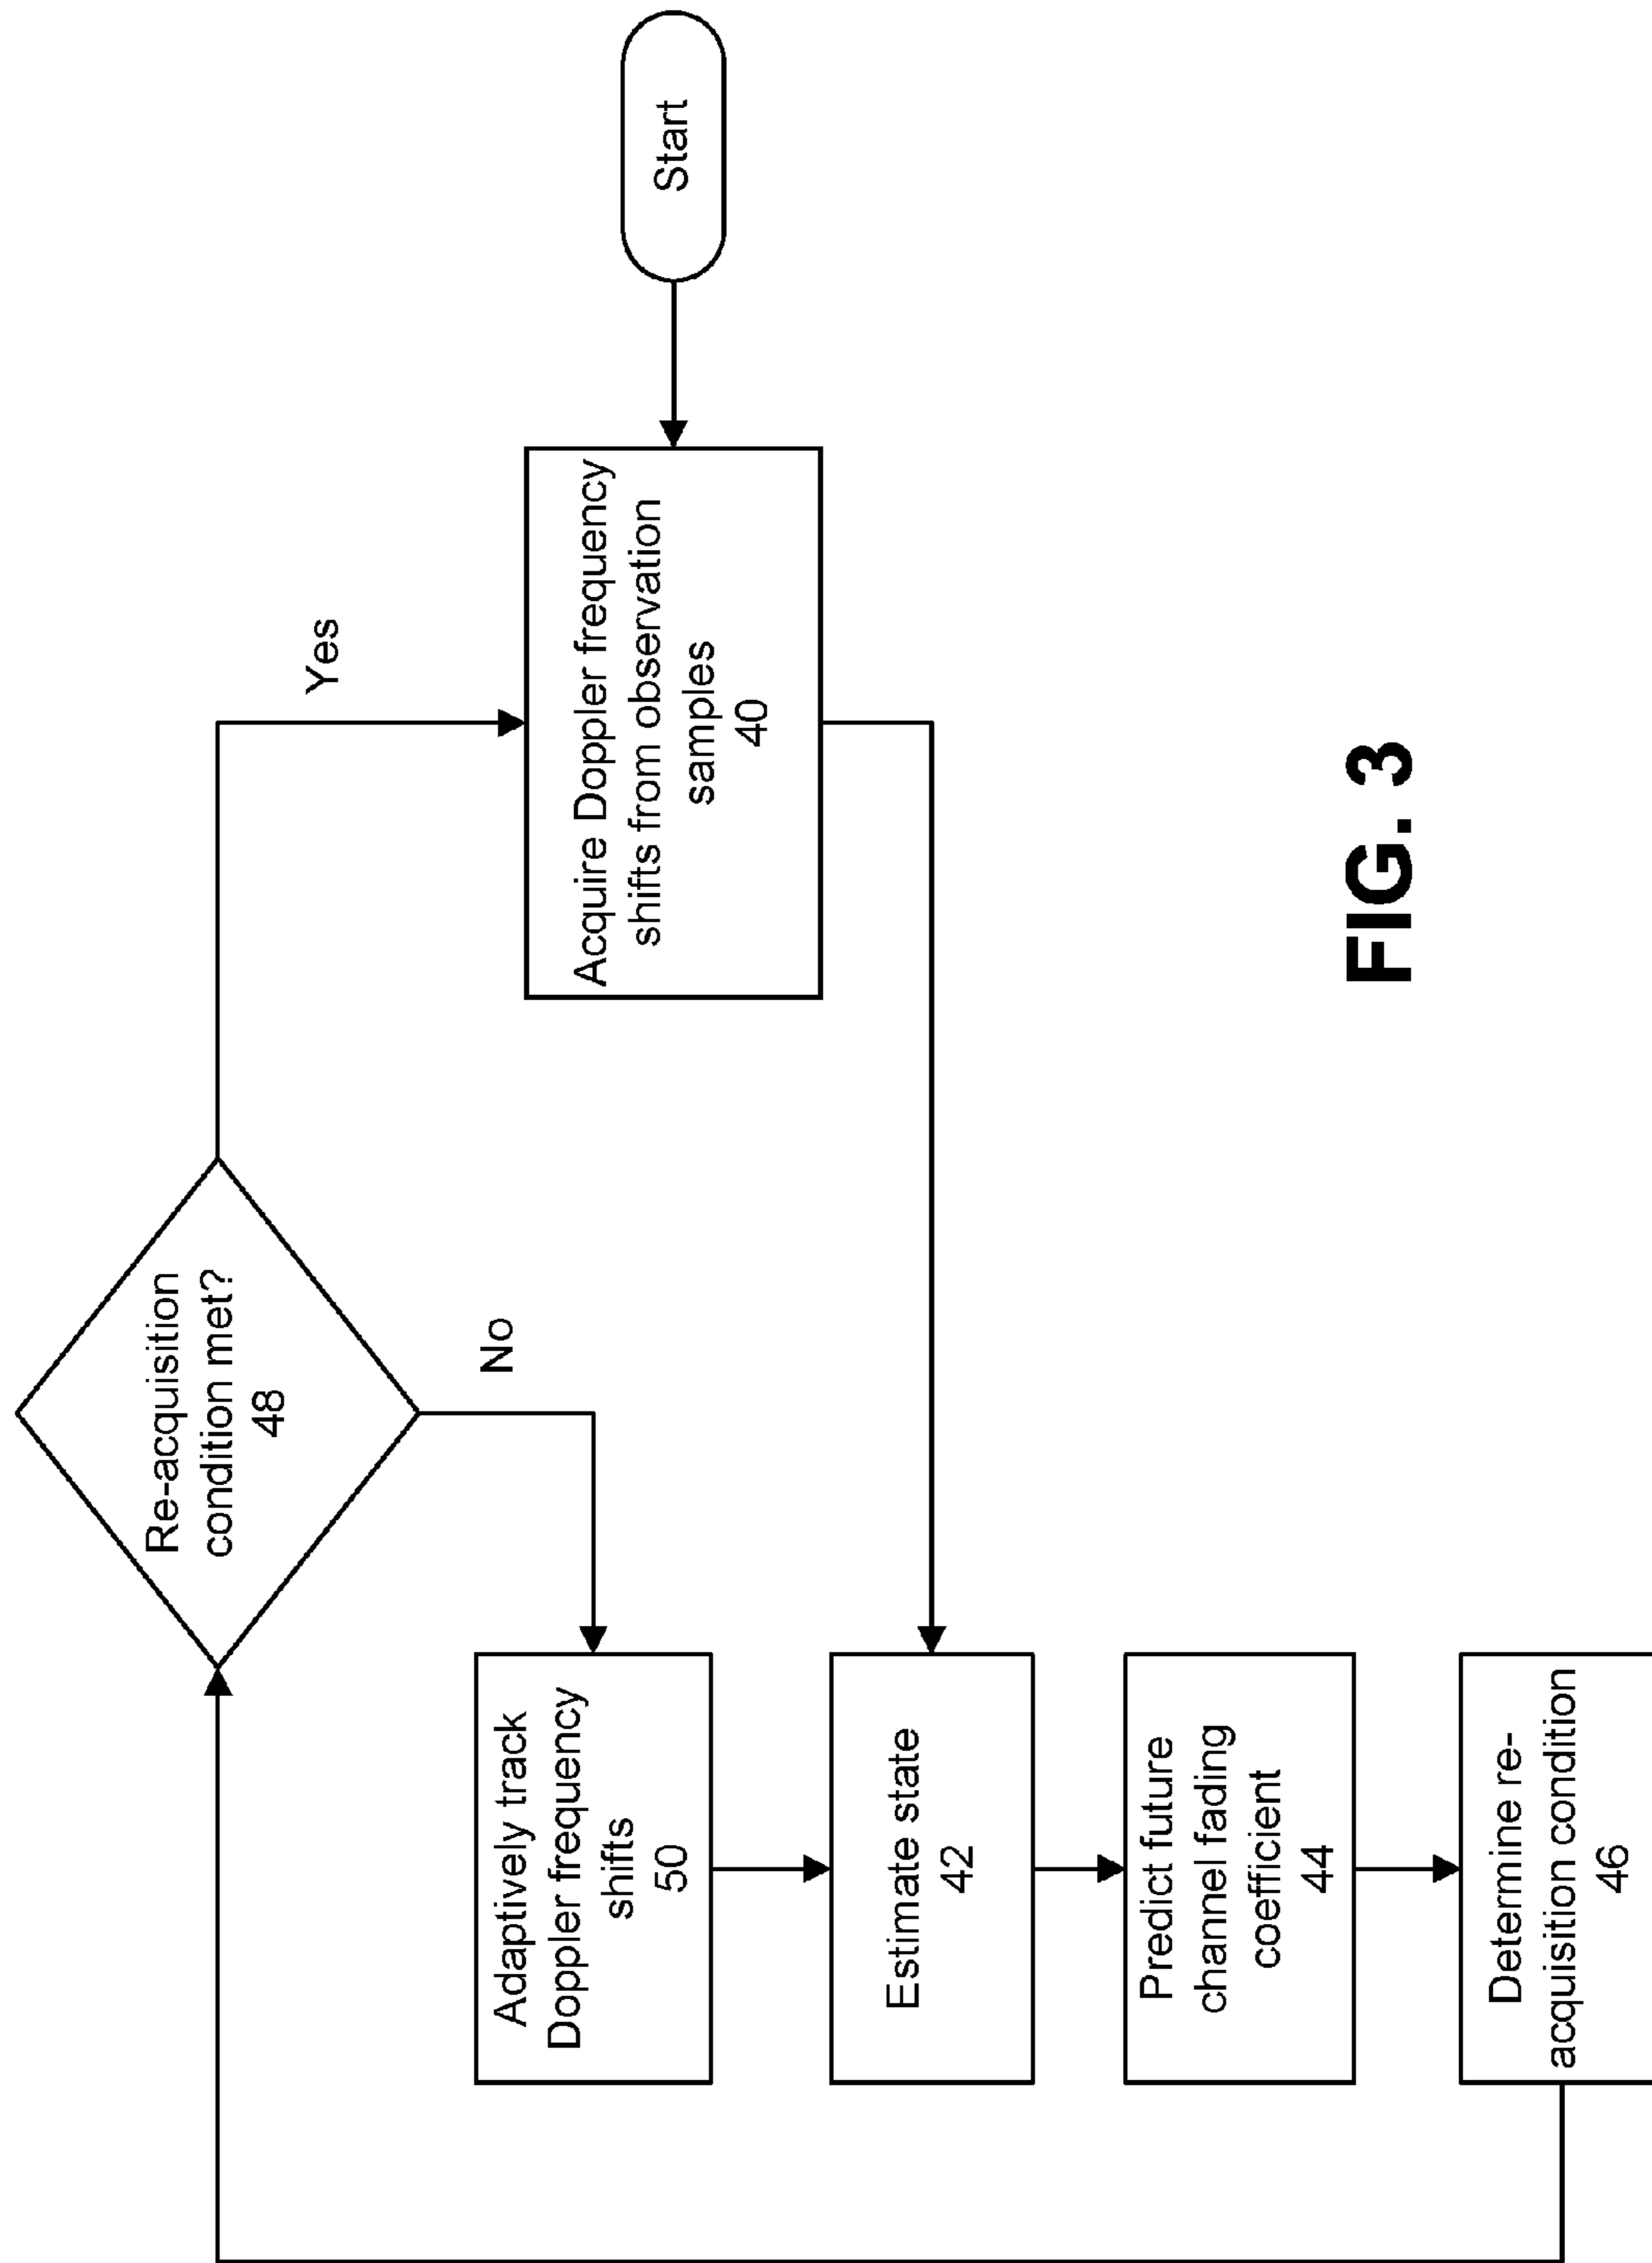 Start
Acquire Doppler frequency
shifts from observation
samples
40
Yes
Re-acquisition
condition met?
48
No
Adaptively track
Doppler frequency
shifts
50
Estimate state
42
Predict future
channel fading
coefficient
44
Determine re-
acquisition condition
46
FIG. 3